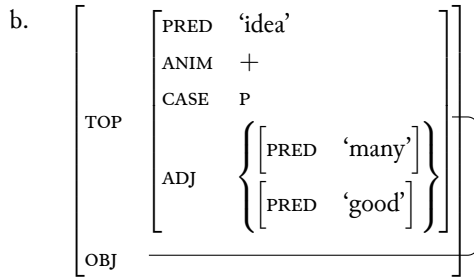 b.
PRED ‘idea’
ANIM +
CASE P
TOP
ADJ
PRED ‘many’
PRED ‘good’
OBJ